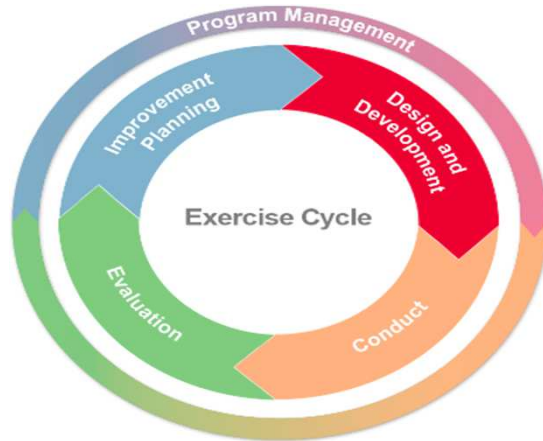 Program Management
Improvement
Planning
Design and
Development
Exercise Cycle
Evaluation
Conduct